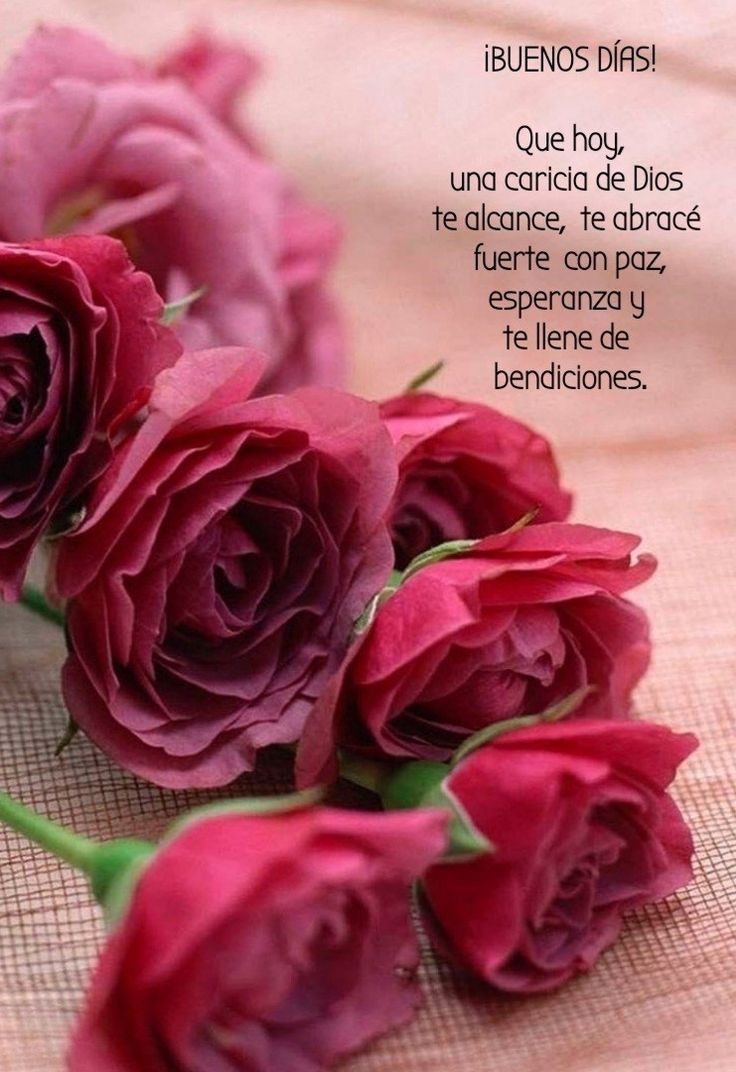 ¡BUENOS DÍAS!
Que hoy,
una caricia de Dios
te alcance, te abracé
fuerte con paz,
esperanza y
te llene de
bendiciones.